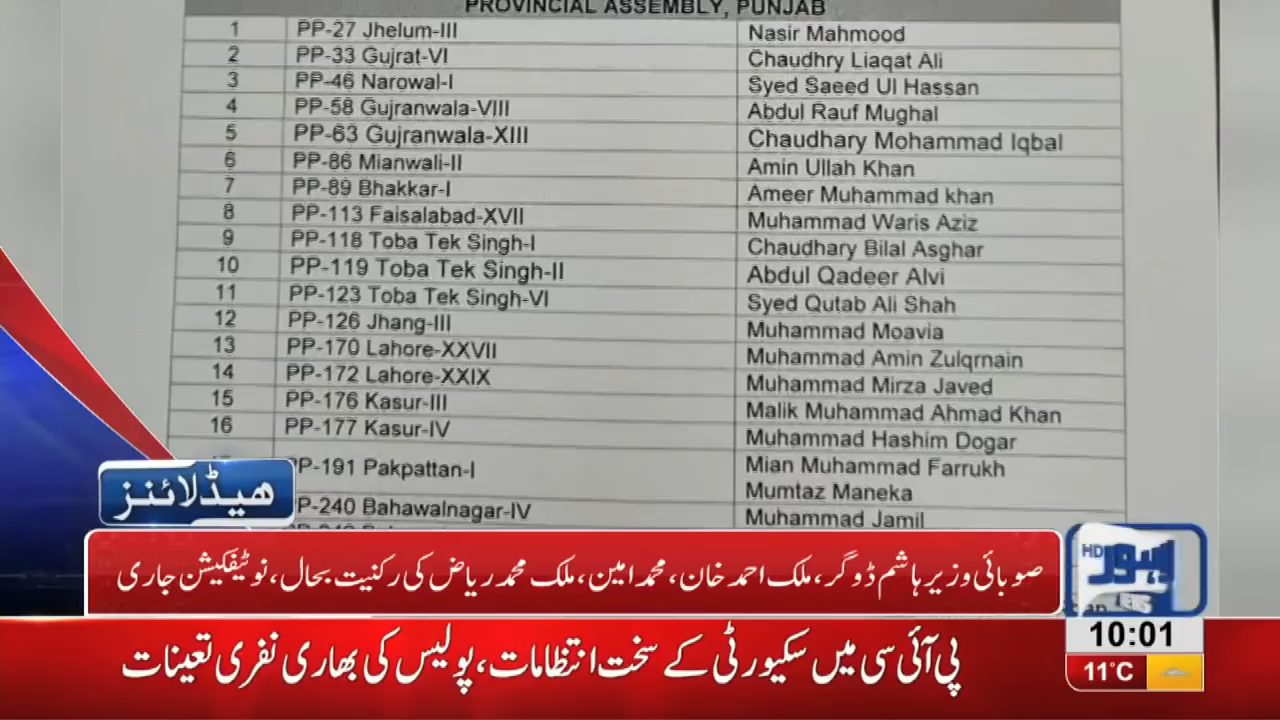 PROVINCIAL ASSEMBLY, PUNJAB
1 PP-27 Jhelum-III Nasir Mahmood
2 PP-33 Gujrat-VI Chaudhry Liaqat Ali
3 PP-46 Narowal-I Syed Saeed Ul Hassan
4 PP-58 Gujranwala-VIII Abdul Rauf Mughal
5 PP-63 Gujranwala-XIII Chaudhary Mohammad Iqbal
6 PP-86 Mianwali-II Amin Ullah Khan
7 PP-89 Bhakkar-I Ameer Muhammad khan
8 PP-113 Faisalabad-XVII Muhammad Waris Aziz
9 PP-118 Toba Tek Singh-I Chaudhary Bilal Asghar
10 PP-119 Toba Tek Singh-II Abdul Qadeer Alvi
11 PP-123 Toba Tek Singh-VI Syed Qutab Ali Shah
12 PP-126 Jhang-III Muhammad Moavia
13 PP-170 Lahore-XXVII Muhammad Amin Zulqrnain
14 PP-172 Lahore-XXIX Muhammad Mirza Javed
15 PP-176 Kasur-III Malik Muhammad Ahmad Khan
16 PP-177 Kasur-IV Muhammad Hashim Dogar
PP-191 Pakpattan-I Mian Muhammad Farrukh
Mumtaz Maneka
PP-240 Bahawalnagar-IV Muhammad Jamil
ہیڈلائنز
صوبائی وزیر ہاشم ڈوگر، ملک احمد خان، محمد امین، ملک محمد ریاض کی رکنیت بحال، نوٹیفکیشن جاری
HD لاہور
NEWS
10:01
پی آئی سی میں سکیورٹی کے سخت انتظامات، پولیس کی بھاری نفری تعینات
11°C